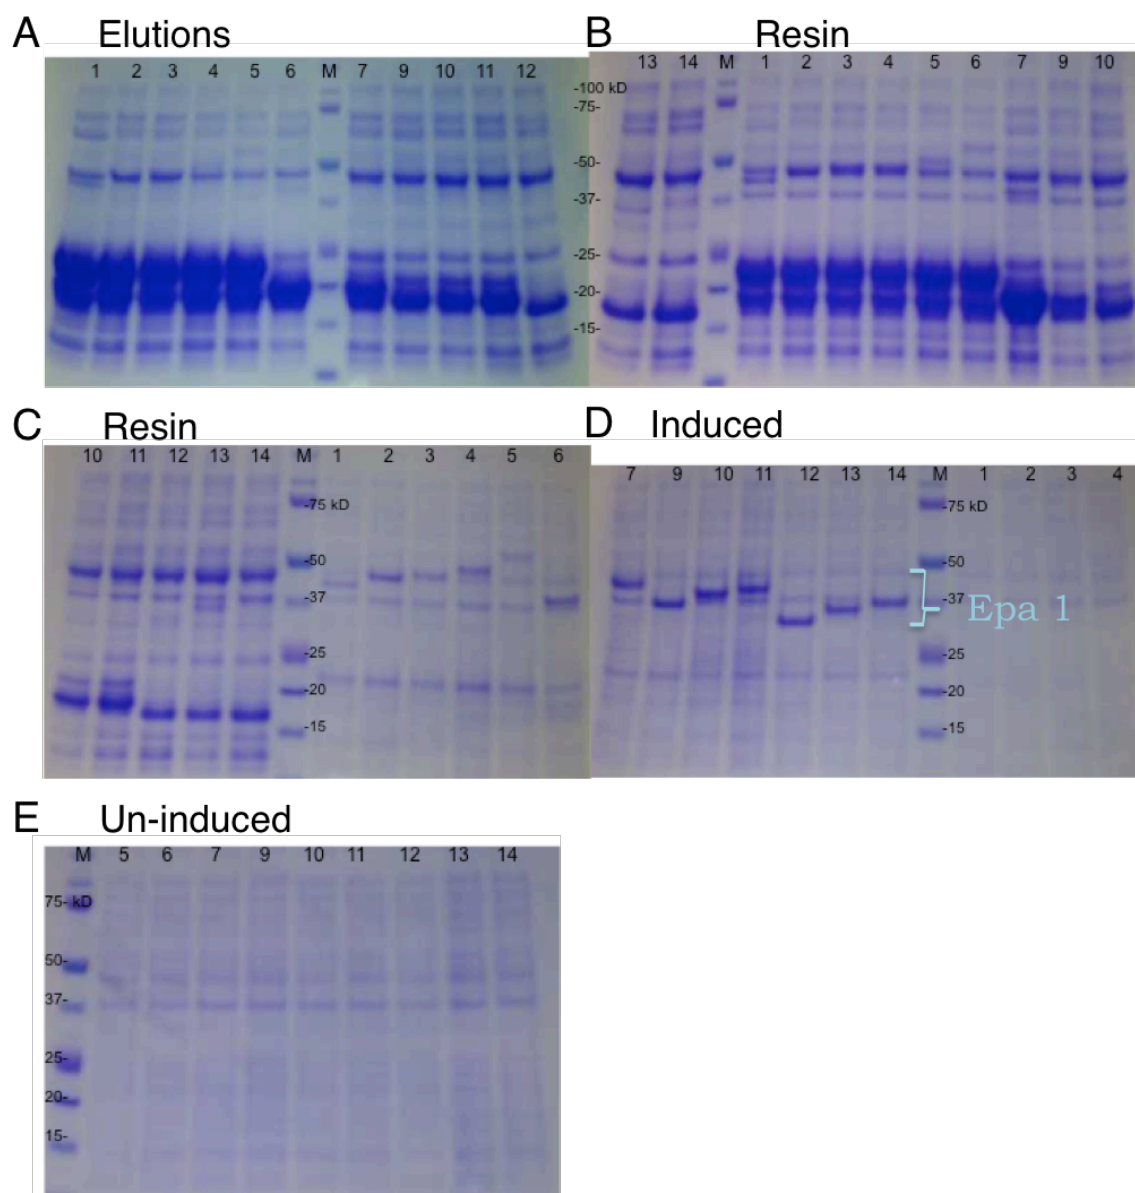 A Elutions
1 2 3 4 5 6 M 7 9 10 11 12
-100 kD
-75-
-50-
-37-
-25-
-20-
-15-
B Resin
13 14 M 1 2 3 4 5 6 7 9 10
C Resin
10 11 12 13 14 M 1 2 3 4 5 6
-75 kD
-50
-37
-25
-20
-15
D Induced
7 9 10 11 12 13 14 M 1 2 3 4
-75 kD
-50
-37
Epa 1
-25
-20
-15
E Un-induced
M 5 6 7 9 10 11 12 13 14
75- kD
50-
37-
25-
20-
15-